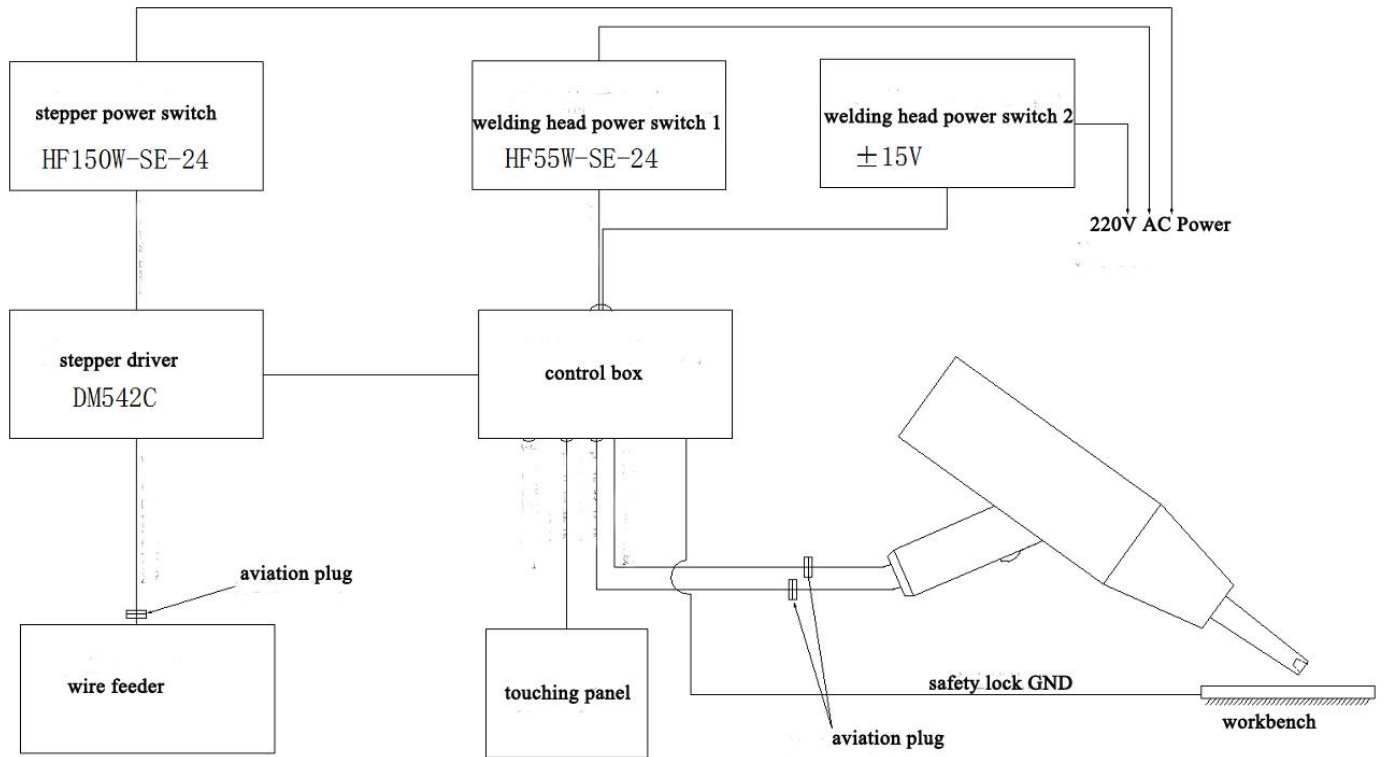 stepper power switch
HF150W-SE-24
welding head power switch 1
HF55W-SE-24
welding head power switch 2
±15V
220V AC Power
stepper driver
DM542C
control box
aviation plug
wire feeder
touching panel
safety lock GND
aviation plug
workbench